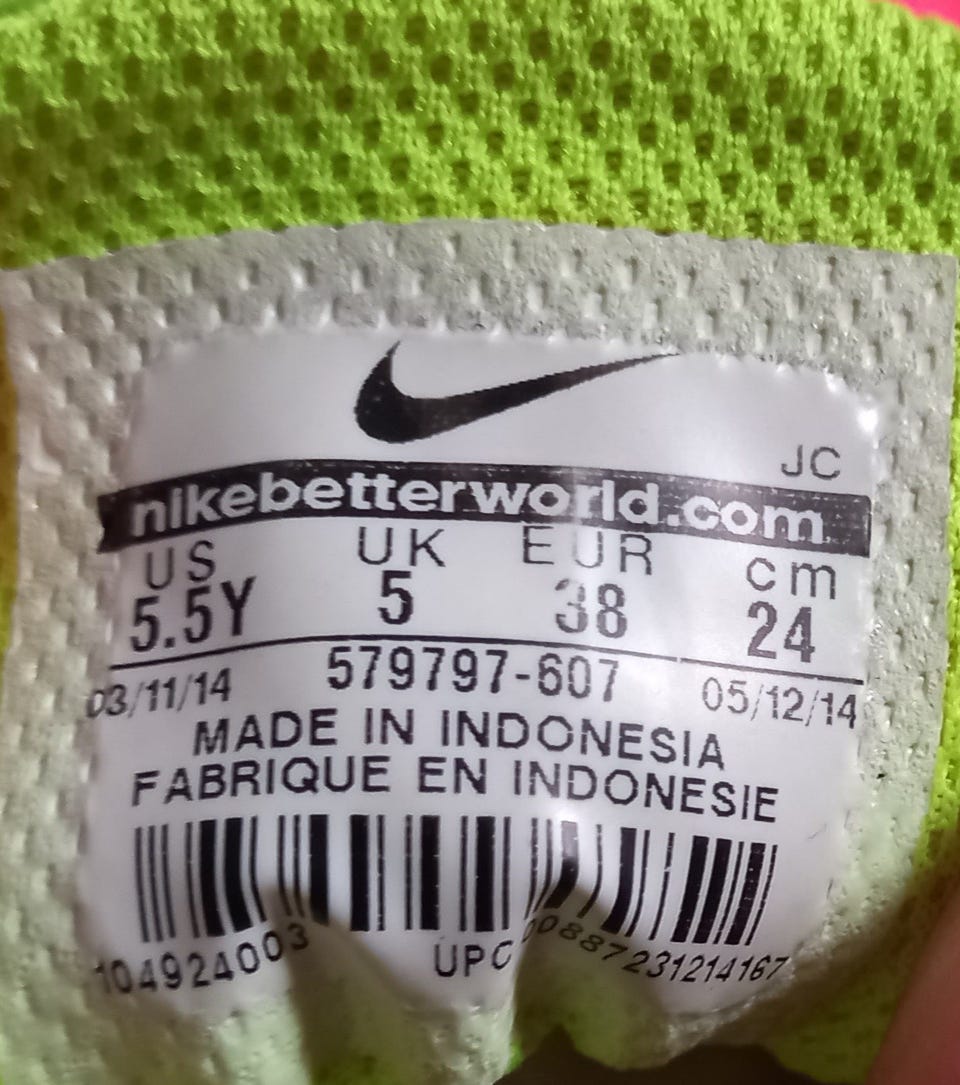 JC
nikebetterworld.com
US UK EUR cm
5.5Y 5 38 24
03/11/14 579797-607 05/12/14
MADE IN INDONESIA
FABRIQUE EN INDONESIE
104924003 UPC 00887231214167